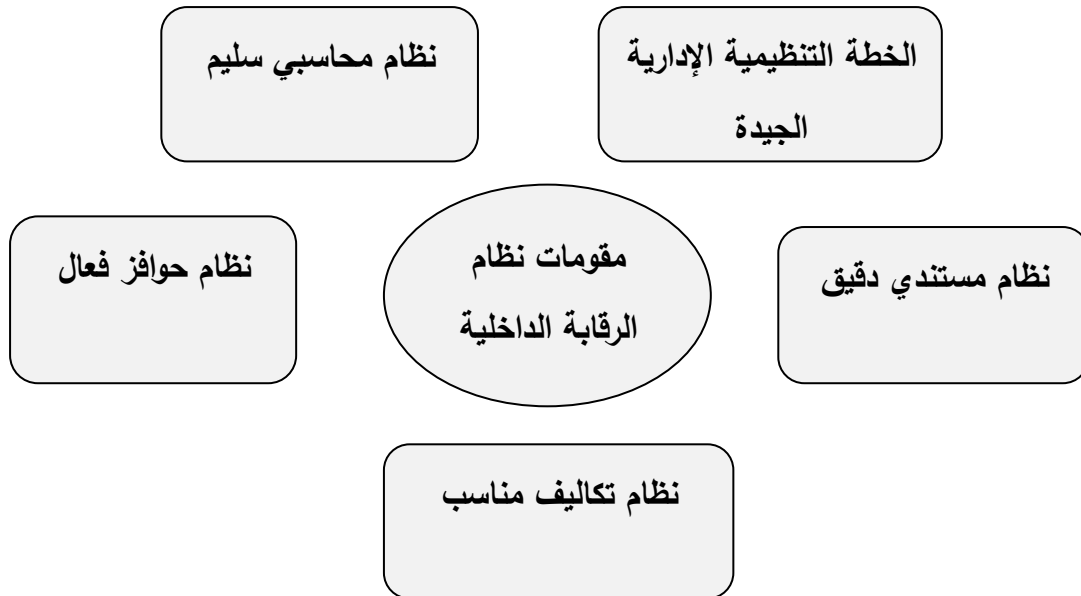 الخطة التنظيمية الإدارية
الجيدة
نظام محاسبي سليم
مقومات نظام
الرقابة الداخلية
نظام مستندي دقيق
نظام حوافز فعال
نظام تكاليف مناسب